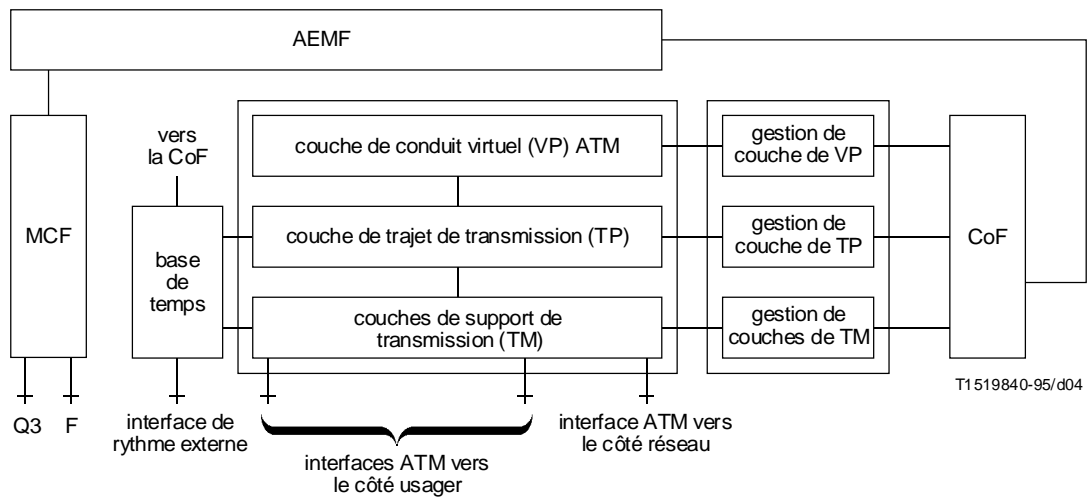 AEMF
vers
la CoF
couche de conduit virtuel (VP) ATM
gestion de
couche de VP
MCF
base
de
temps
couche de trajet de transmission (TP)
gestion de
couche de TP
CoF
couches de support de
transmission (TM)
gestion de
couches de TM
T1519840-95/d04
Q3
F
interface de
rythme externe
interface ATM vers
le côté réseau
interfaces ATM vers
le côté usager